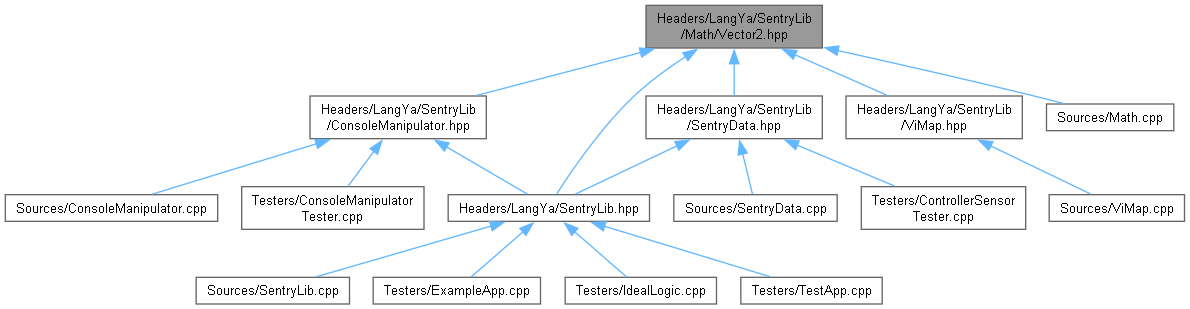 Headers/LangYa/SentryLib
/Math/Vector2.hpp
Headers/LangYa/SentryLib
/ConsoleManipulator.hpp
Headers/LangYa/SentryLib
/SentryData.hpp
Headers/LangYa/SentryLib
/ViMap.hpp
Sources/Math.cpp
Sources/ConsoleManipulator.cpp
Testers/ConsoleManipulator
Tester.cpp
Headers/LangYa/SentryLib.hpp
Sources/SentryData.cpp
Testers/ControllerSensor
Tester.cpp
Sources/ViMap.cpp
Sources/SentryLib.cpp
Testers/ExampleApp.cpp
Testers/IdealLogic.cpp
Testers/TestApp.cpp